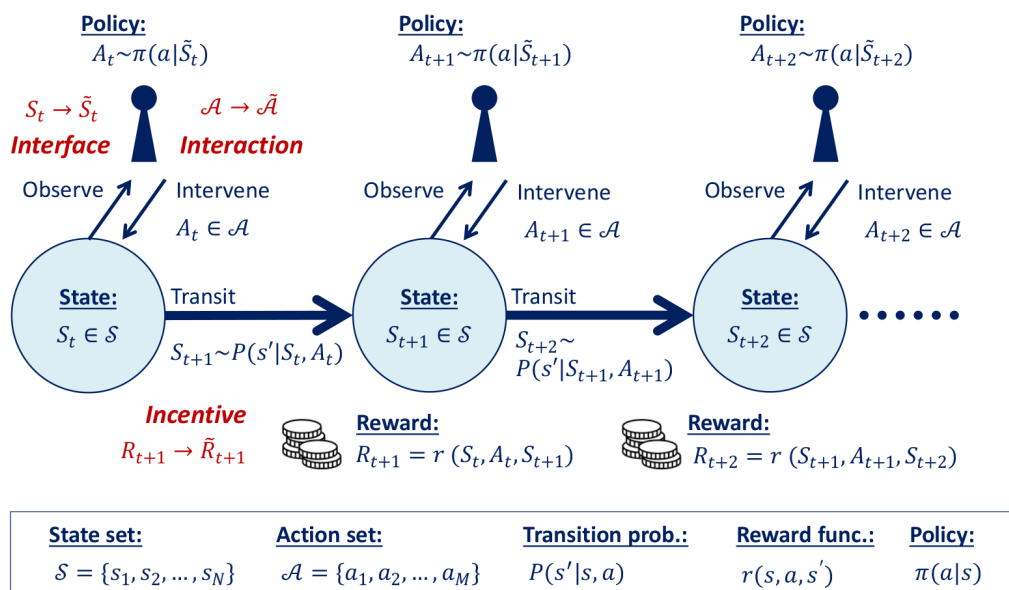 Policy:
A_t~π(a|S̃_t)
Policy:
A_{t+1}~π(a|S̃_{t+1})
Policy:
A_{t+2}~π(a|S̃_{t+2})
S_t → S̃_t
Interface
𝒜 → 𝒜̃
Interaction
Observe
Intervene
A_t ∈ 𝒜
Observe
Intervene
A_{t+1} ∈ 𝒜
Observe
Intervene
A_{t+2} ∈ 𝒜
State:
S_t ∈ 𝒮
Transit
S_{t+1}~P(s′|S_t, A_t)
State:
S_{t+1} ∈ 𝒮
Transit
S_{t+2}~
P(s′|S_{t+1}, A_{t+1})
State:
S_{t+2} ∈ 𝒮
......
Incentive
R_{t+1} → R̃_{t+1}
Reward:
R_{t+1} = r (S_t, A_t, S_{t+1})
Reward:
R_{t+2} = r (S_{t+1}, A_{t+1}, S_{t+2})
State set:
𝒮 = {s_1, s_2, … , s_N}
Action set:
𝒜 = {a_1, a_2, … , a_M}
Transition prob.:
P(s′|s, a)
Reward func.:
r(s, a, s′)
Policy:
π(a|s)